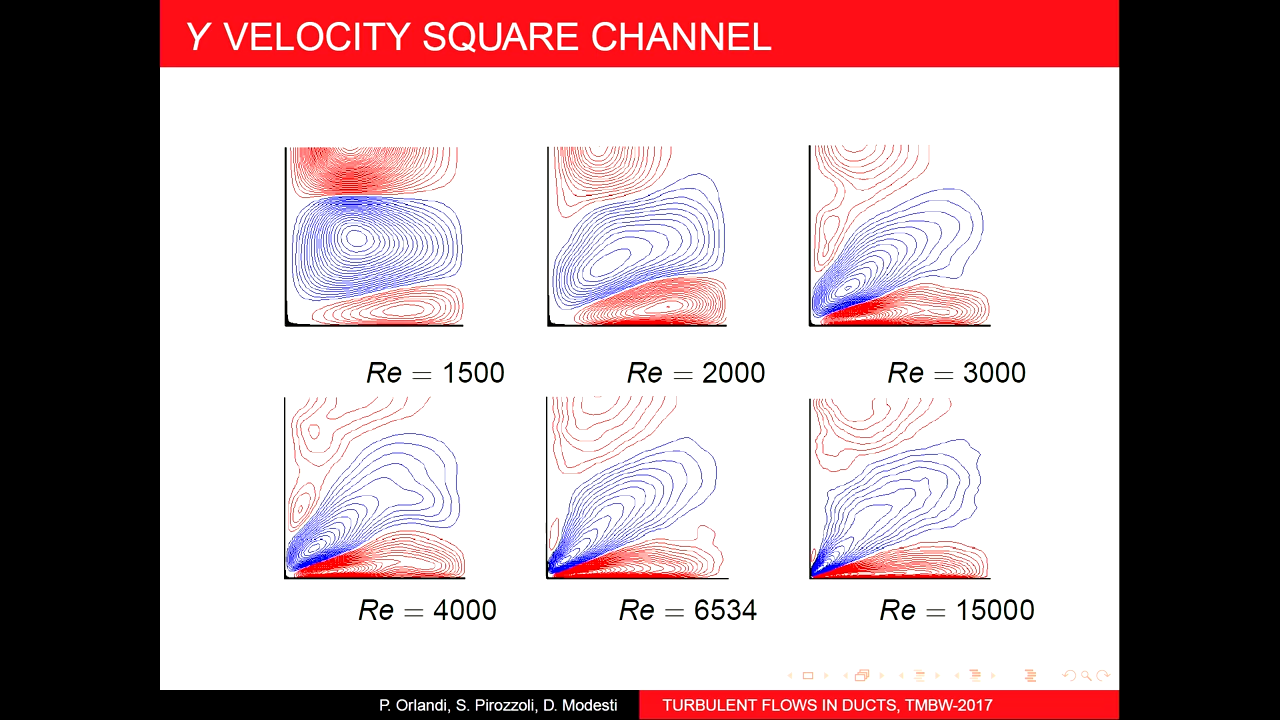 Y VELOCITY SQUARE CHANNEL
Re = 1500
Re = 2000
Re = 3000
Re = 4000
Re = 6534
Re = 15000
P. Orlandi, S. Pirozzoli, D. Modesti
TURBULENT FLOWS IN DUCTS, TMBW-2017